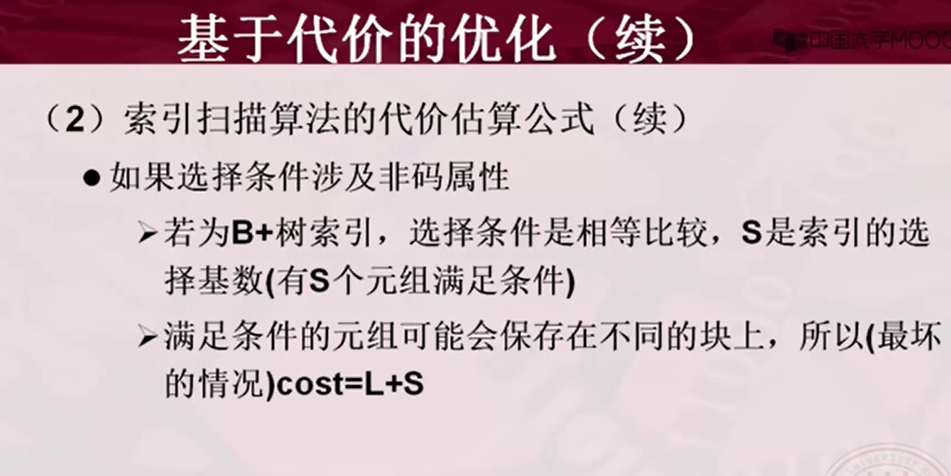 基于代价的优化（续）
中国大学MOOC
（2）索引扫描算法的代价估算公式（续）
●如果选择条件涉及非码属性
➢若为B+树索引，选择条件是相等比较，S是索引的选
择基数(有S个元组满足条件)
➢满足条件的元组可能会保存在不同的块上，所以(最坏
的情况)cost=L+S